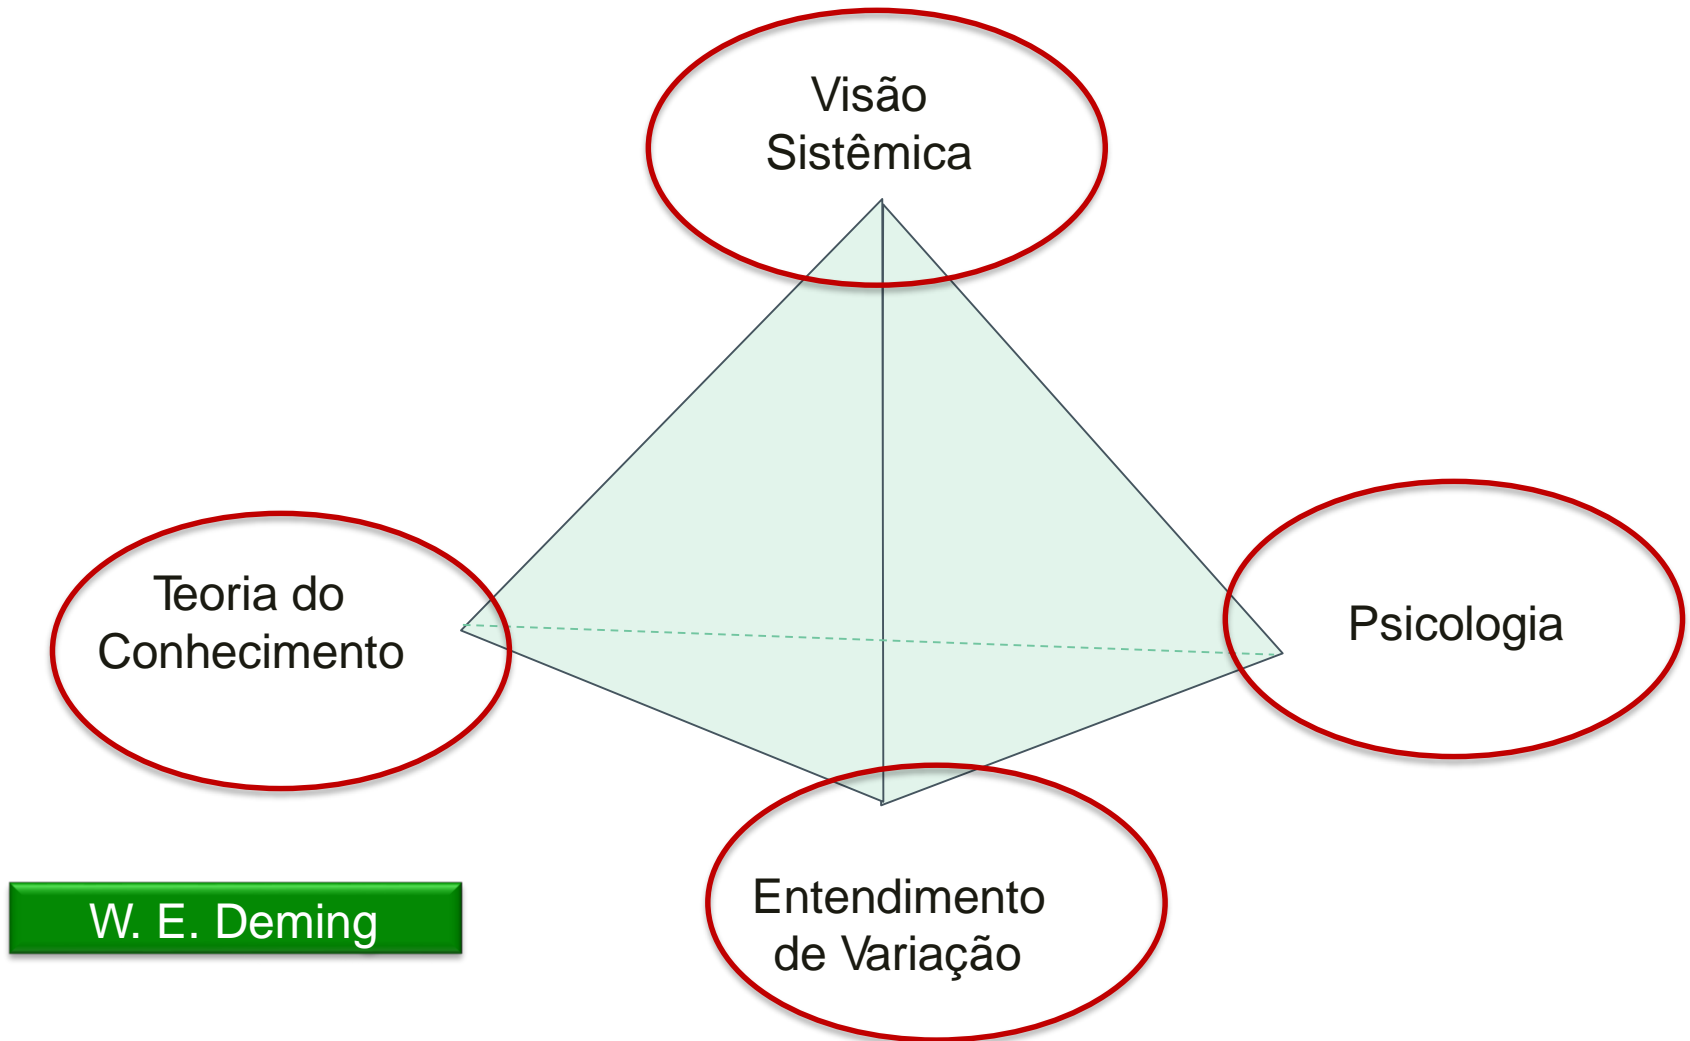 Visão
Sistêmica
Teoria do
Conhecimento
Psicologia
Entendimento
de Variação
W. E. Deming